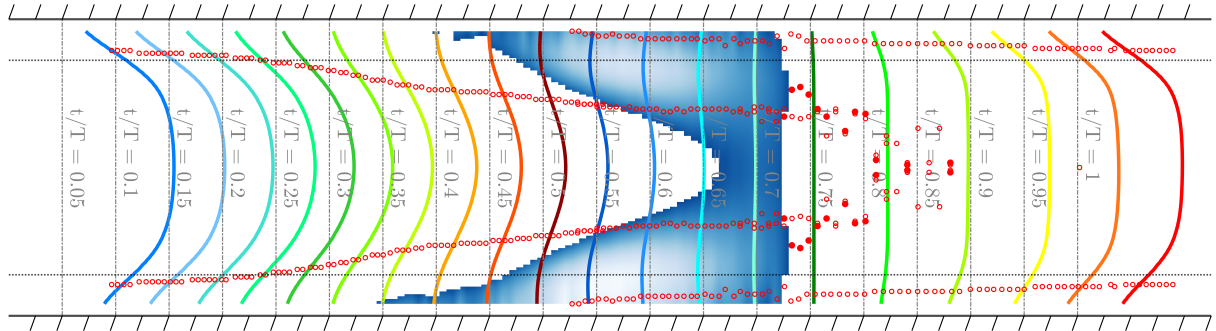 t/T = 0.05
t/T = 0.1
t/T = 0.15
t/T = 0.2
t/T = 0.25
t/T = 0.3
t/T = 0.35
t/T = 0.4
t/T = 0.45
t/T = 0.5
t/T = 0.55
t/T = 0.6
t/T = 0.65
t/T = 0.7
t/T = 0.75
t/T = 0.8
t/T = 0.85
t/T = 0.9
t/T = 0.95
t/T = 1